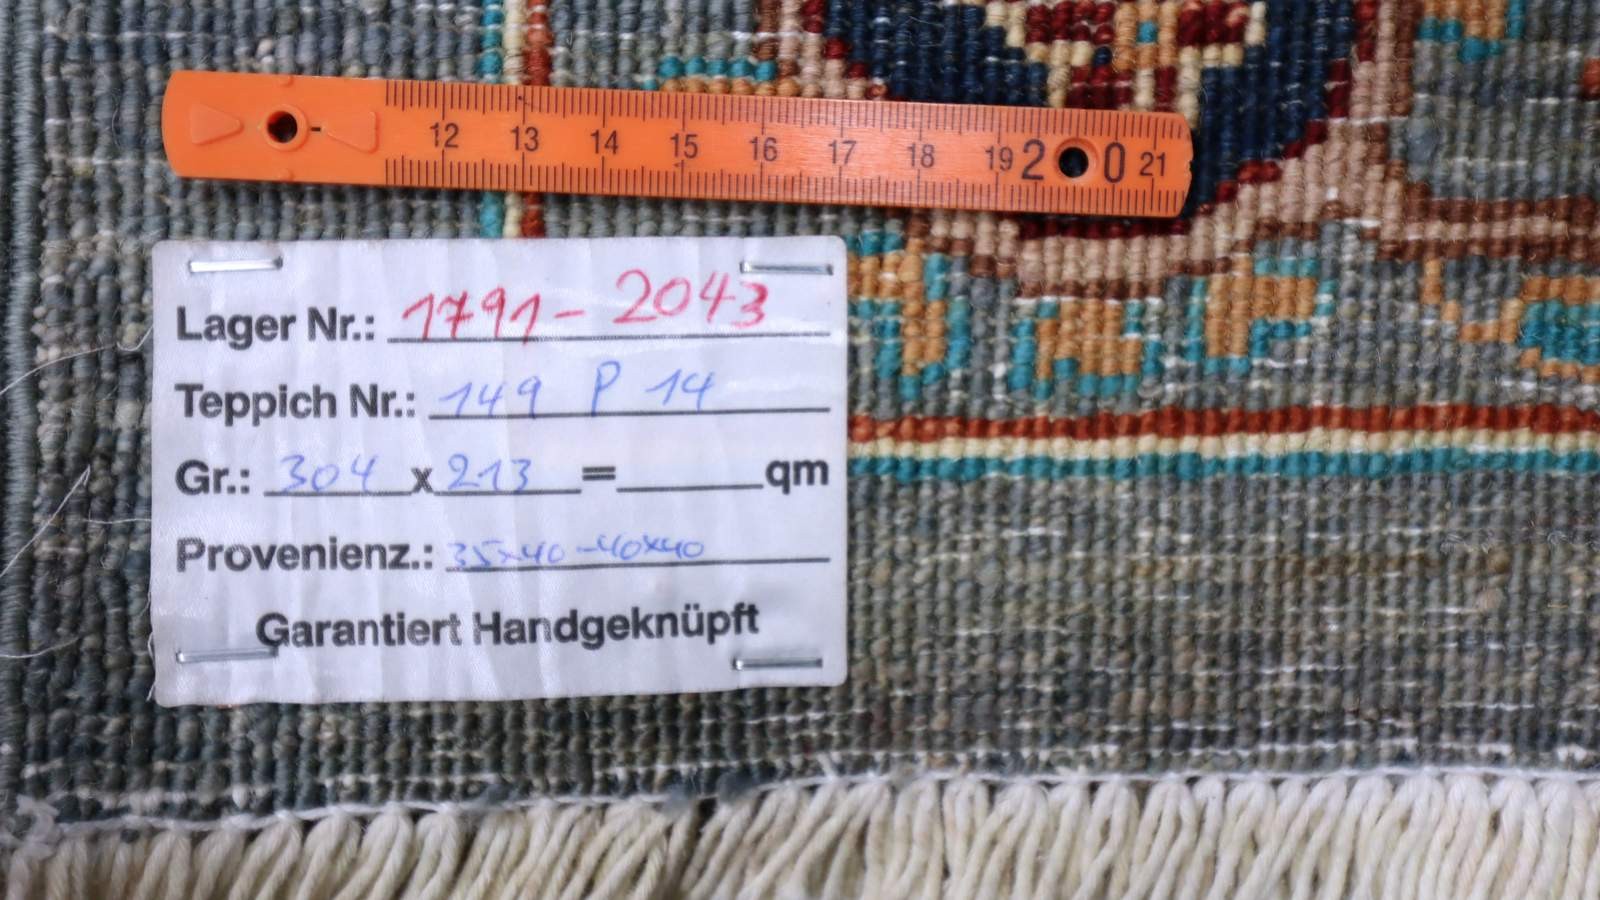 12 13 14 15 16 17 18 19 20 21
Lager Nr.: 1791-2043
Teppich Nr.: 149 P 14
Gr.: 304 x 213 = qm
Provenienz.: 35x40-40x40
Garantiert Handgeknüpft